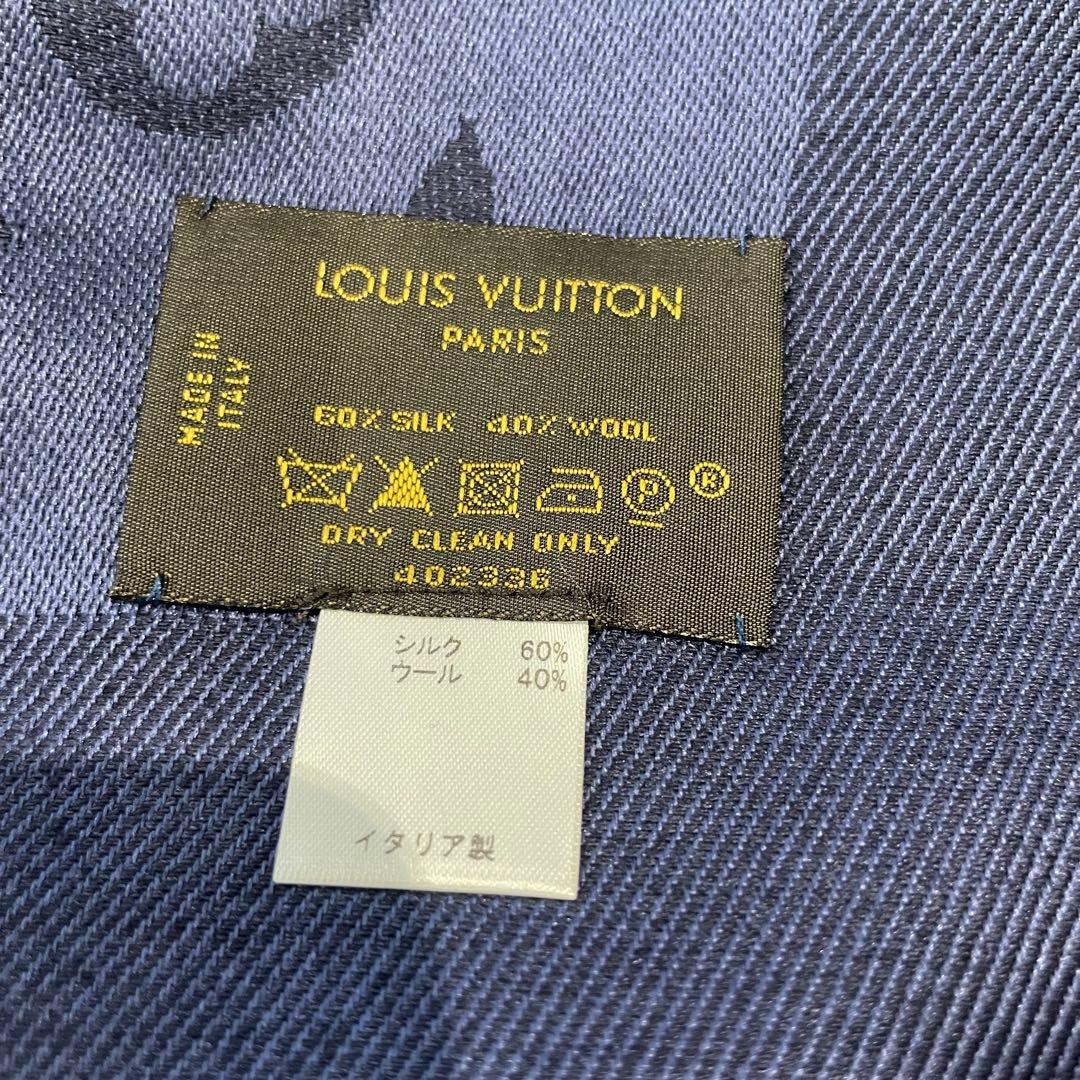 LOUIS VUITTON
PARIS
MADE IN
ITALY
60% SILK 40% WOOL
P ®
DRY CLEAN ONLY
402336
シルク 60%
ウール 40%
イタリア製